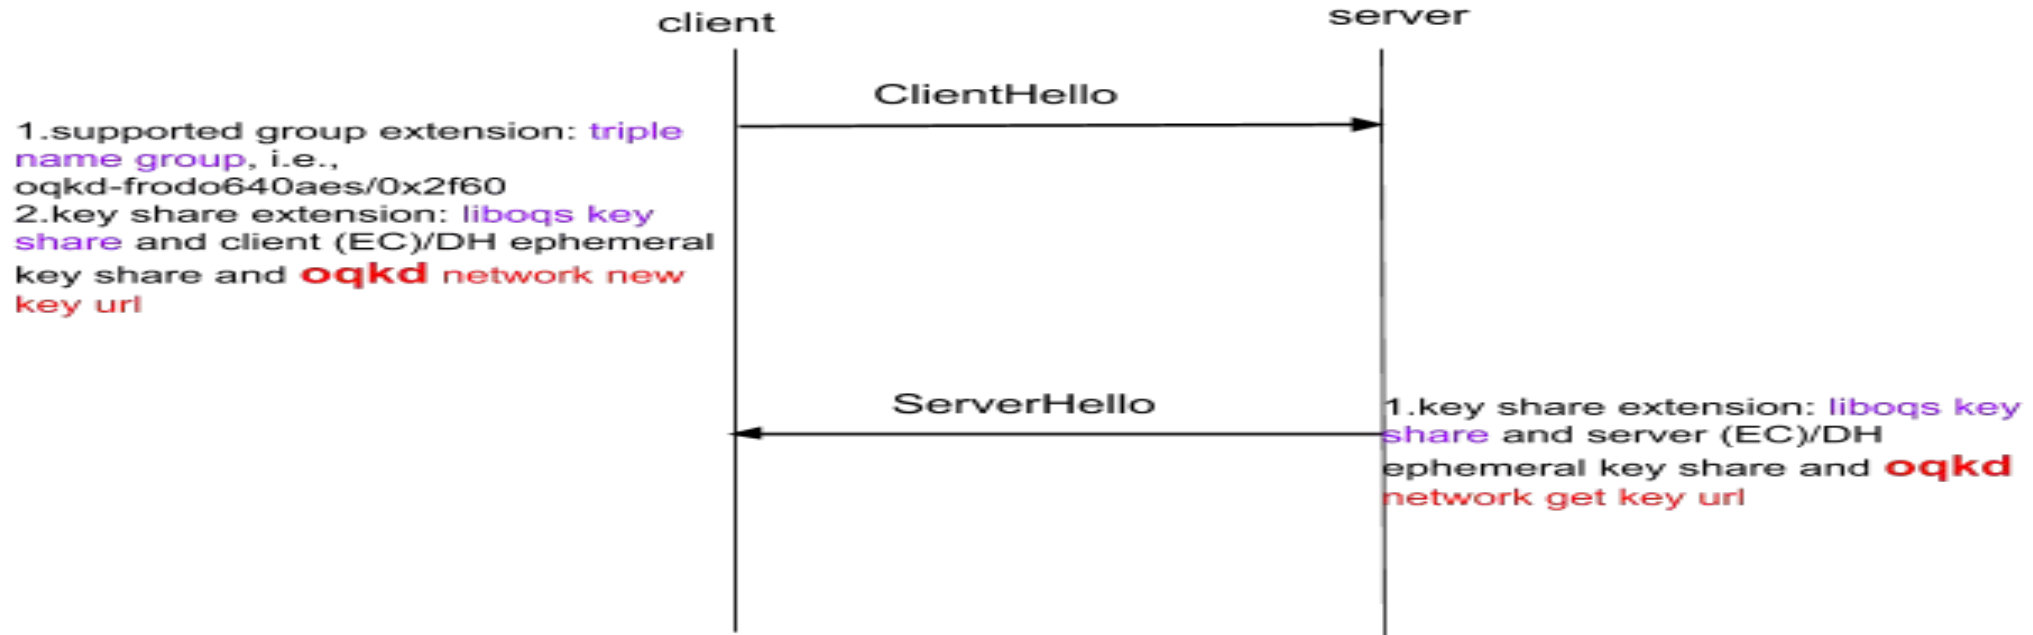 client
server
ClientHello
1.supported group extension: triple
name group, i.e.,
oqkd-frodo640aes/0x2f60
2.key share extension: liboqs key
share and client (EC)/DH ephemeral
key share and oqkd network new
key url
ServerHello
1.key share extension: liboqs key
share and server (EC)/DH
ephemeral key share and oqkd
network get key url